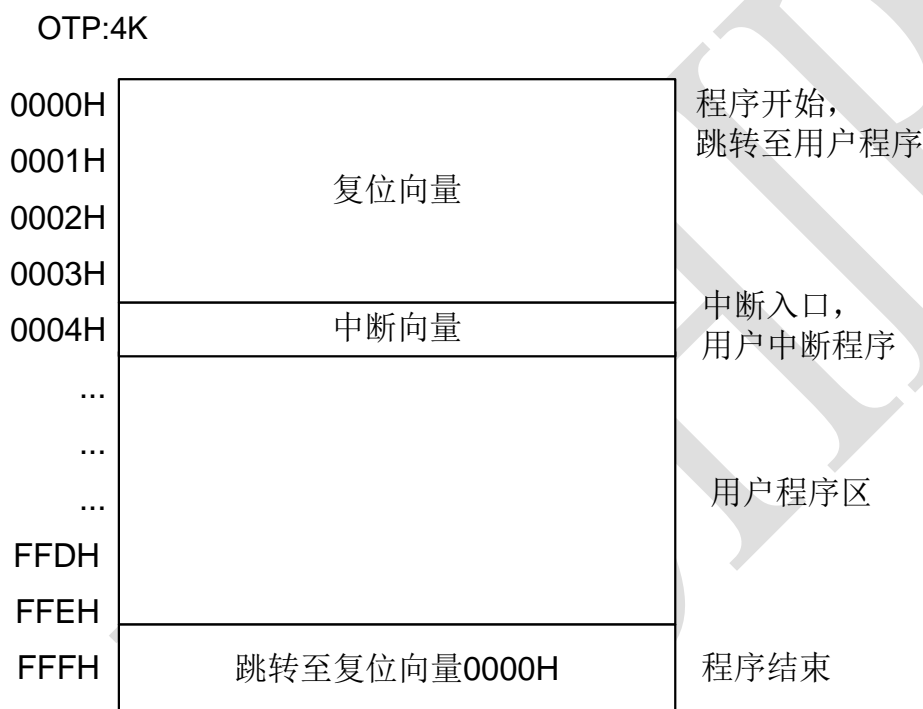 OTP:4K
0000H
程序开始，
跳转至用户程序
0001H
复位向量
0002H
0003H
中断入口，
用户中断程序
0004H
中断向量
...
...
...
用户程序区
FFDH
FFEH
FFFH
跳转至复位向量0000H
程序结束